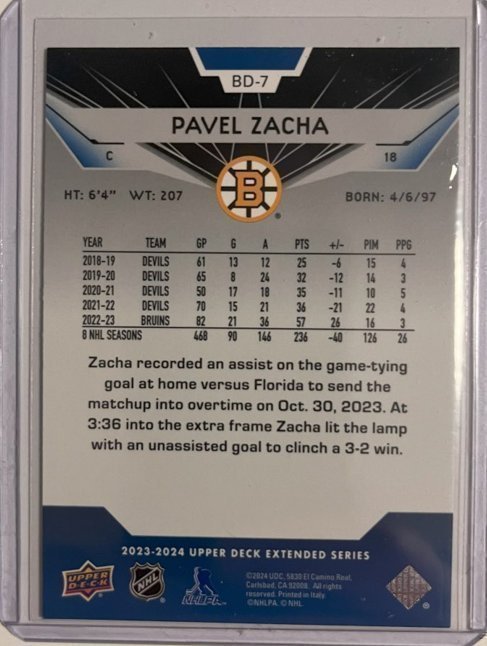 BD-7
PAVEL ZACHA
C 18
B
HT: 6'4" WT: 207 BORN: 4/6/97
YEAR TEAM GP G A PTS +/- PIM PPG
2018-19 DEVILS 61 13 12 25 -6 15 4
2019-20 DEVILS 65 8 24 32 -12 14 3
2020-21 DEVILS 50 17 18 35 -11 10 5
2021-22 DEVILS 70 15 21 36 -21 22 4
2022-23 BRUINS 82 21 36 57 26 16 3
8 NHL SEASONS 468 90 146 236 -40 126 26
Zacha recorded an assist on the game-tying
goal at home versus Florida to send the
matchup into overtime on Oct. 30, 2023. At
3:36 into the extra frame Zacha lit the lamp
with an unassisted goal to clinch a 3-2 win.
2023-2024 UPPER DECK EXTENDED SERIES
UPPER DECK
NHL
NHLPA
©2024 UDC. 5830 El Camino Real,
Carlsbad, CA 92008. All rights
reserved. Printed in Italy.
©NHLPA. © NHL.